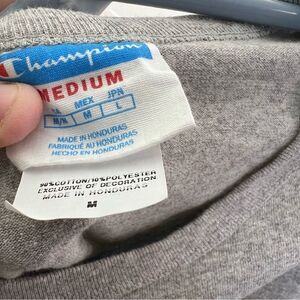 Champion
MEDIUM
MEX JPN
M/M M L
MADE IN HONDURAS
FABRIQUÉ AU HONDURAS
HECHO EN HONDURAS
90%COTTON/10%POLYESTER
EXCLUSIVE OF DECORATION
MADE IN HONDURAS
M